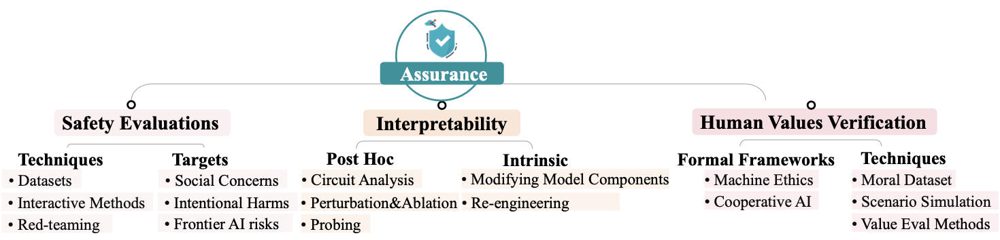 Assurance
Safety Evaluations
Techniques
• Datasets
• Interactive Methods
• Red-teaming
Targets
• Social Concerns
• Intentional Harms
• Frontier AI risks
Interpretability
Post Hoc
• Circuit Analysis
• Perturbation&Ablation
• Probing
Intrinsic
• Modifying Model Components
• Re-engineering
Human Values Verification
Formal Frameworks
• Machine Ethics
• Cooperative AI
Techniques
• Moral Dataset
• Scenario Simulation
• Value Eval Methods